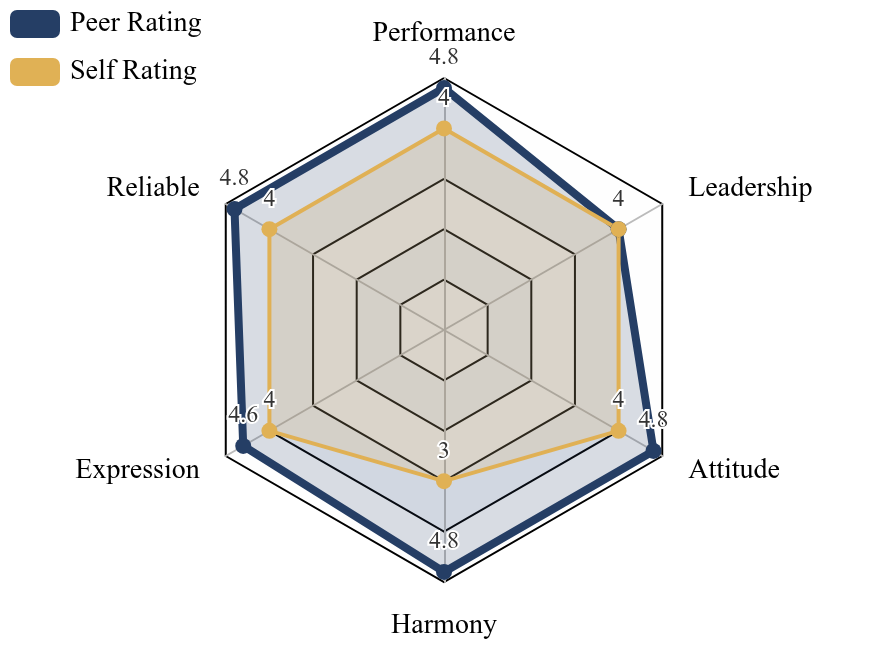 Peer Rating
Self Rating
Performance
4.8
4
Reliable
4.8
4
4
Leadership
Expression
4.6
4
4
4.8
Attitude
3
4.8
Harmony